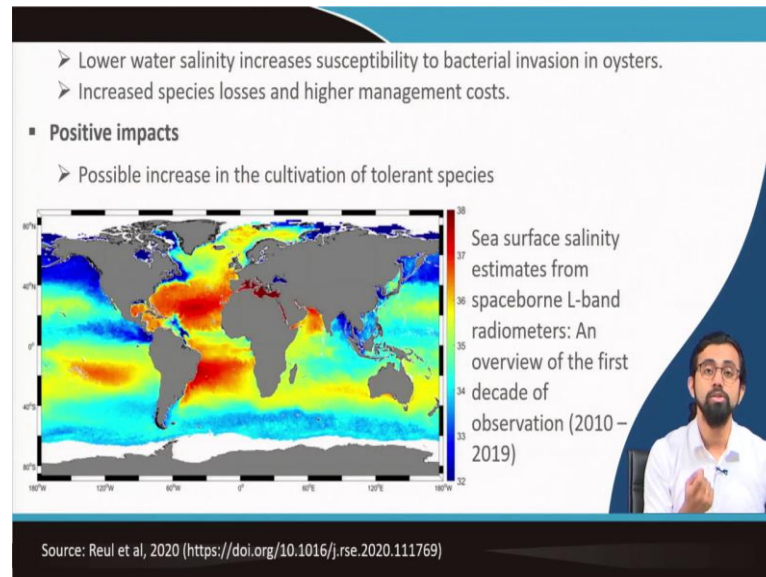 ➢ Lower water salinity increases susceptibility to bacterial invasion in oysters.
➢ Increased species losses and higher management costs.
▪ Positive impacts
➢ Possible increase in the cultivation of tolerant species
80°N
40°N
0°
40°S
80°S
180°W 120°W 60°W 0° 60°E 120°E 180°W
38
37
36
35
34
33
32
Sea surface salinity
estimates from
spaceborne L-band
radiometers: An
overview of the first
decade of
observation (2010 –
2019)
Source: Reul et al, 2020 (https://doi.org/10.1016/j.rse.2020.111769)